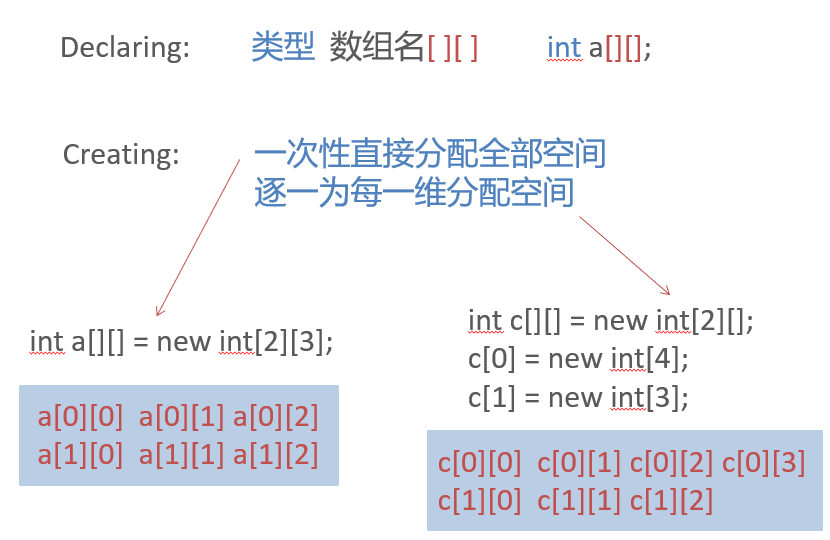 Declaring: 类型 数组名[ ][ ] int a[][];
Creating: 一次性直接分配全部空间
逐一为每一维分配空间
int a[][] = new int[2][3];
a[0][0] a[0][1] a[0][2]
a[1][0] a[1][1] a[1][2]
int c[][] = new int[2][];
c[0] = new int[4];
c[1] = new int[3];
c[0][0] c[0][1] c[0][2] c[0][3]
c[1][0] c[1][1] c[1][2]